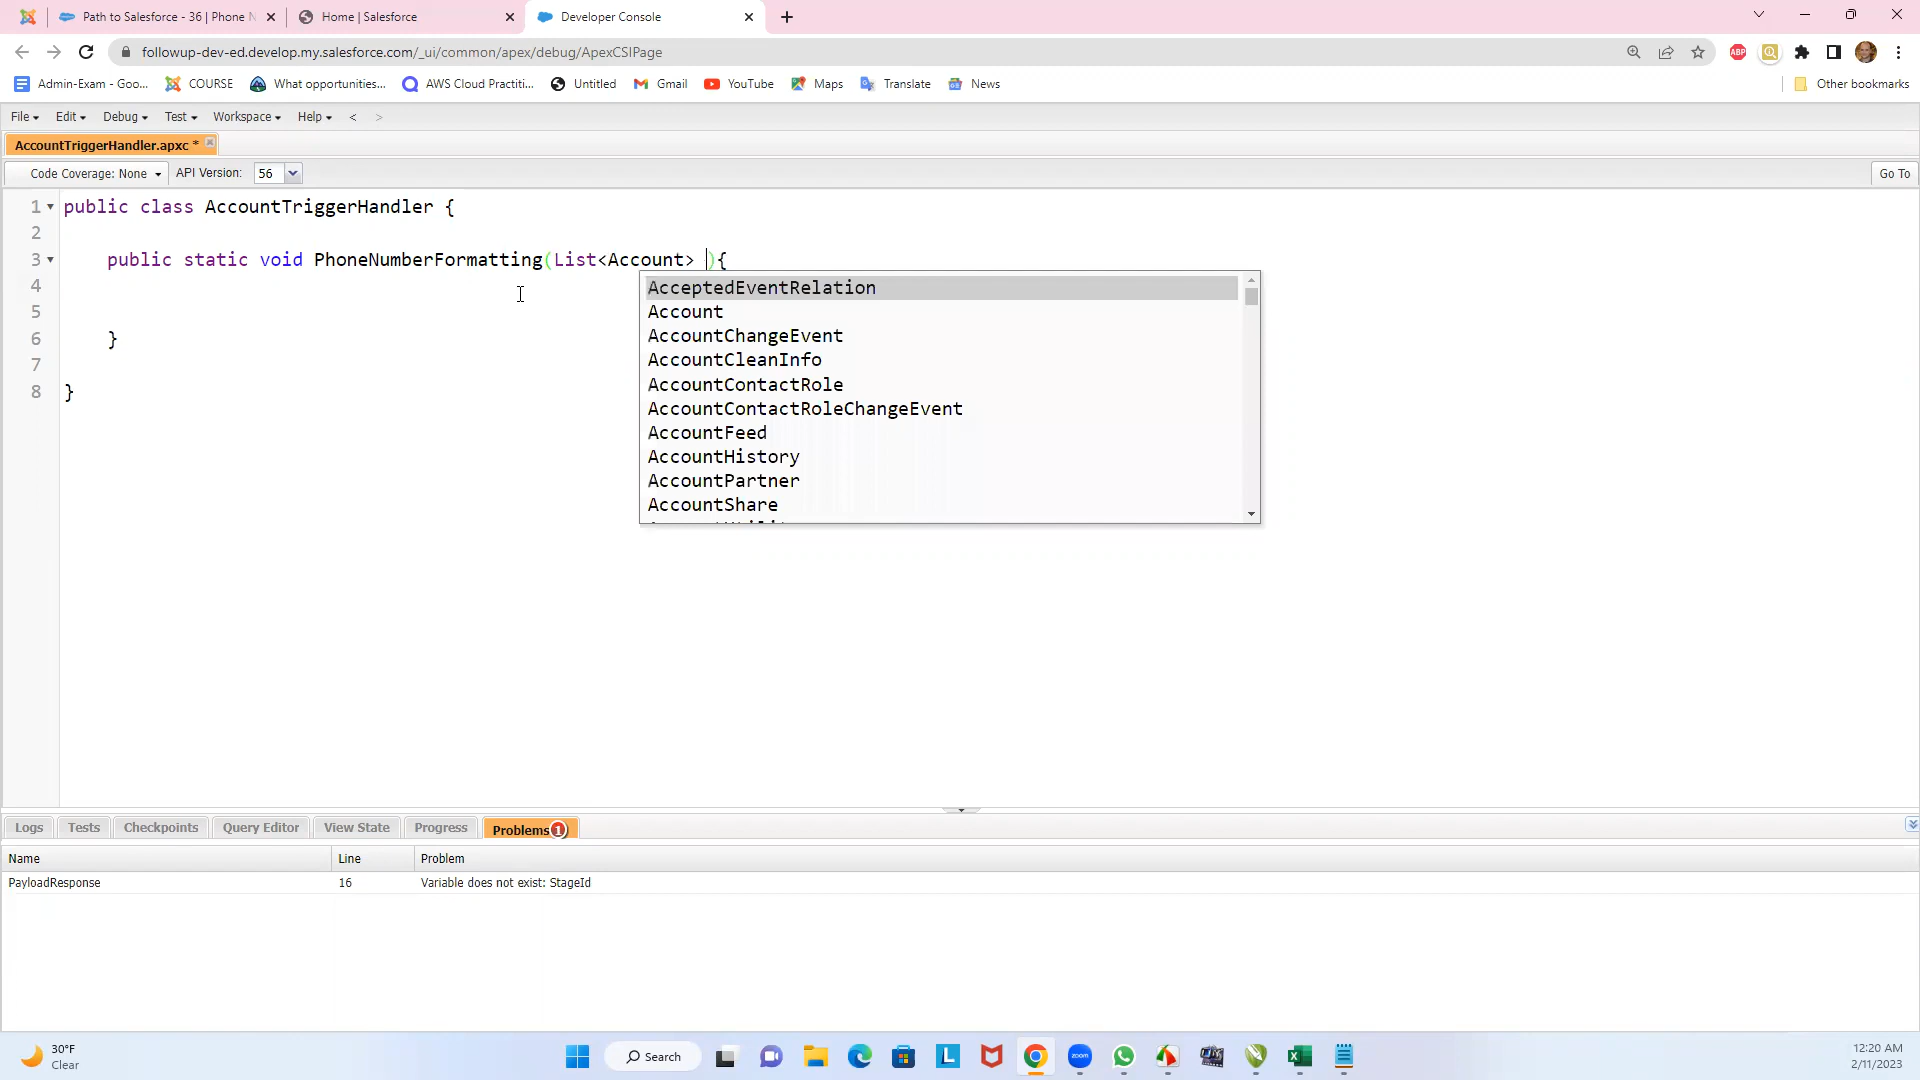 Path to Salesforce - 36 | Phone N
Home | Salesforce
Developer Console
followup-dev-ed.develop.my.salesforce.com/_ui/common/apex/debug/ApexCSIPage
ABP
Admin-Exam - Goo...
COURSE
What opportunities...
AWS Cloud Practiti...
Untitled
Gmail
YouTube
Maps
Translate
News
Other bookmarks
File
Edit
Debug
Test
Workspace
Help
<
>
AccountTriggerHandler.apxc *
Code Coverage: None
API Version:
56
Go To
1 public class AccountTriggerHandler {
2
3 public static void PhoneNumberFormatting(List<Account> ){
4
5
6 }
7
8 }
AcceptedEventRelation
Account
AccountChangeEvent
AccountCleanInfo
AccountContactRole
AccountContactRoleChangeEvent
AccountFeed
AccountHistory
AccountPartner
AccountShare
Logs
Tests
Checkpoints
Query Editor
View State
Progress
Problems 1
Name
Line
Problem
PayloadResponse
16
Variable does not exist: StageId
30°F
Clear
Search
L
zoom
12:20 AM
2/11/2023